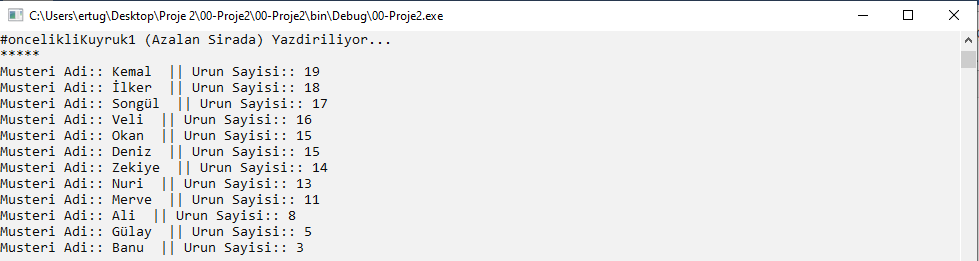 C:\Users\ertug\Desktop\Proje 2\00-Proje2\00-Proje2\bin\Debug\00-Proje2.exe
#oncelikliKuyruk1 (Azalan Sirada) Yazdiriliyor...
*****
Musteri Adi:: Kemal  || Urun Sayisi:: 19
Musteri Adi:: İlker  || Urun Sayisi:: 18
Musteri Adi:: Songül  || Urun Sayisi:: 17
Musteri Adi:: Veli  || Urun Sayisi:: 16
Musteri Adi:: Okan  || Urun Sayisi:: 15
Musteri Adi:: Deniz  || Urun Sayisi:: 15
Musteri Adi:: Zekiye  || Urun Sayisi:: 14
Musteri Adi:: Nuri  || Urun Sayisi:: 13
Musteri Adi:: Merve  || Urun Sayisi:: 11
Musteri Adi:: Ali  || Urun Sayisi:: 8
Musteri Adi:: Gülay  || Urun Sayisi:: 5
Musteri Adi:: Banu  || Urun Sayisi:: 3